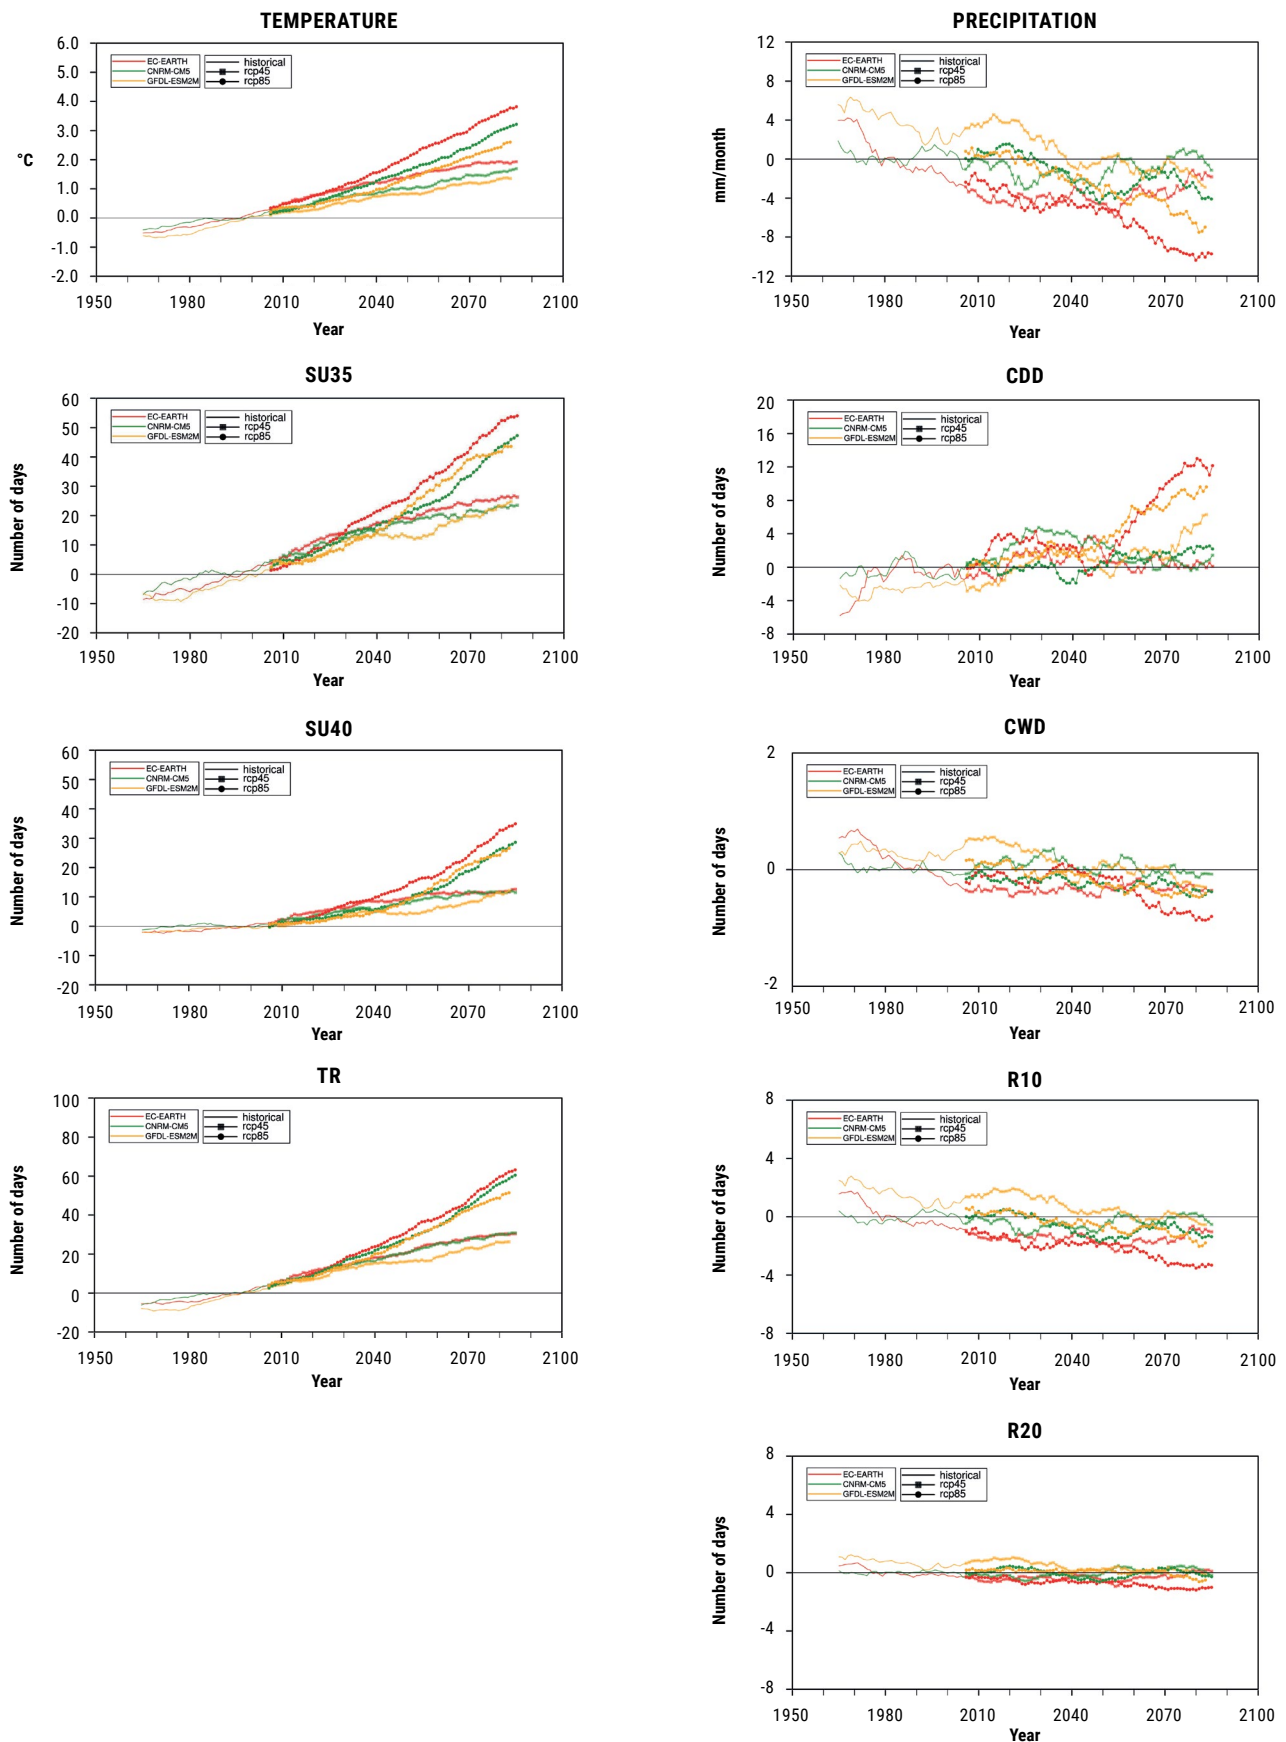 TEMPERATURE
6.0
5.0
4.0
3.0
2.0
1.0
0.0
-1.0
-2.0
°C
EC-EARTH
CNRM-CM5
GFDL-ESM2M
historical
rcp45
rcp85
1950 1980 2010 2040 2070 2100
Year
PRECIPITATION
12
8
4
0
-4
-8
-12
mm/month
EC-EARTH
CNRM-CM5
GFDL-ESM2M
historical
rcp45
rcp85
1950 1980 2010 2040 2070 2100
Year
SU35
60
50
40
30
20
10
0
-10
-20
Number of days
EC-EARTH
CNRM-CM5
GFDL-ESM2M
historical
rcp45
rcp85
1950 1980 2010 2040 2070 2100
Year
CDD
20
16
12
8
4
0
-4
-8
Number of days
EC-EARTH
CNRM-CM5
GFDL-ESM2M
historical
rcp45
rcp85
1950 1980 2010 2040 2070 2100
Year
SU40
60
50
40
30
20
10
0
-10
-20
Number of days
EC-EARTH
CNRM-CM5
GFDL-ESM2M
historical
rcp45
rcp85
1950 1980 2010 2040 2070 2100
Year
CWD
2
0
-2
Number of days
EC-EARTH
CNRM-CM5
GFDL-ESM2M
historical
rcp45
rcp85
1950 1980 2010 2040 2070 2100
Year
TR
100
80
60
40
20
0
-20
Number of days
EC-EARTH
CNRM-CM5
GFDL-ESM2M
historical
rcp45
rcp85
1950 1980 2010 2040 2070 2100
Year
R10
8
4
0
-4
-8
Number of days
EC-EARTH
CNRM-CM5
GFDL-ESM2M
historical
rcp45
rcp85
1950 1980 2010 2040 2070 2100
Year
R20
8
4
0
-4
-8
Number of days
EC-EARTH
CNRM-CM5
GFDL-ESM2M
historical
rcp45
rcp85
1950 1980 2010 2040 2070 2100
Year